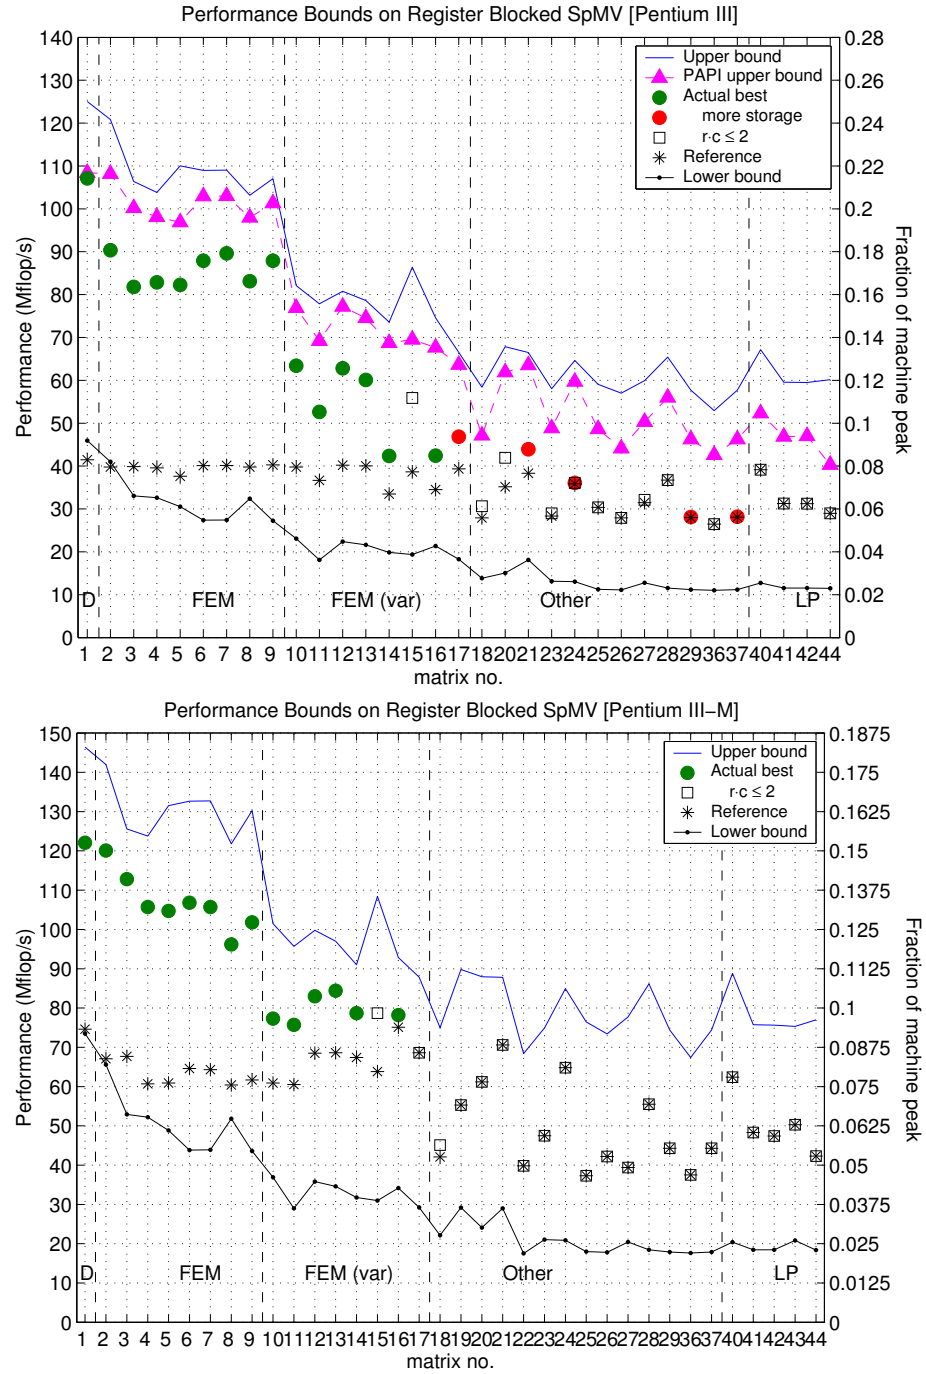 Performance Bounds on Register Blocked SpMV [Pentium III]
140
130
120
110
100
90
80
70
60
50
40
30
20
10
0
Performance (Mflop/s)
0.28
0.26
0.24
0.22
0.2
0.18
0.16
0.14
0.12
0.1
0.08
0.06
0.04
0.02
0
Fraction of machine peak
Upper bound
PAPI upper bound
Actual best
more storage
r⋅c ≤ 2
Reference
Lower bound
D FEM FEM (var) Other LP
1 2 3 4 5 6 7 8 9 10 11 12 13 14 15 16 17 18 20 21 23 24 25 26 27 28 29 36 37 40 41 42 44
matrix no.
Performance Bounds on Register Blocked SpMV [Pentium III−M]
150
140
130
120
110
100
90
80
70
60
50
40
30
20
10
0
Performance (Mflop/s)
0.1875
0.175
0.1625
0.15
0.1375
0.125
0.1125
0.1
0.0875
0.075
0.0625
0.05
0.0375
0.025
0.0125
0
Fraction of machine peak
Upper bound
Actual best
r⋅c ≤ 2
Reference
Lower bound
D FEM FEM (var) Other LP
1 2 3 4 5 6 7 8 9 10 11 12 13 14 15 16 17 18 19 20 21 22 23 24 25 26 27 28 29 36 37 40 41 42 43 44
matrix no.